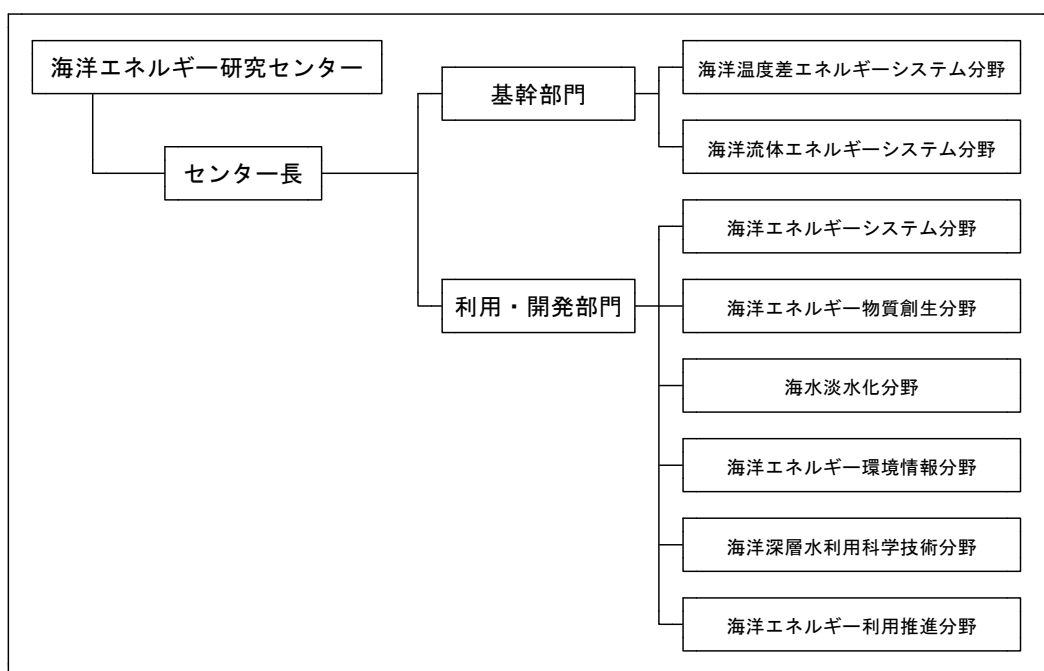 海洋エネルギー研究センター
センター長
基幹部門
海洋温度差エネルギーシステム分野
海洋流体エネルギーシステム分野
利用・開発部門
海洋エネルギーシステム分野
海洋エネルギー物質創生分野
海水淡水化分野
海洋エネルギー環境情報分野
海洋深層水利用科学技術分野
海洋エネルギー利用推進分野